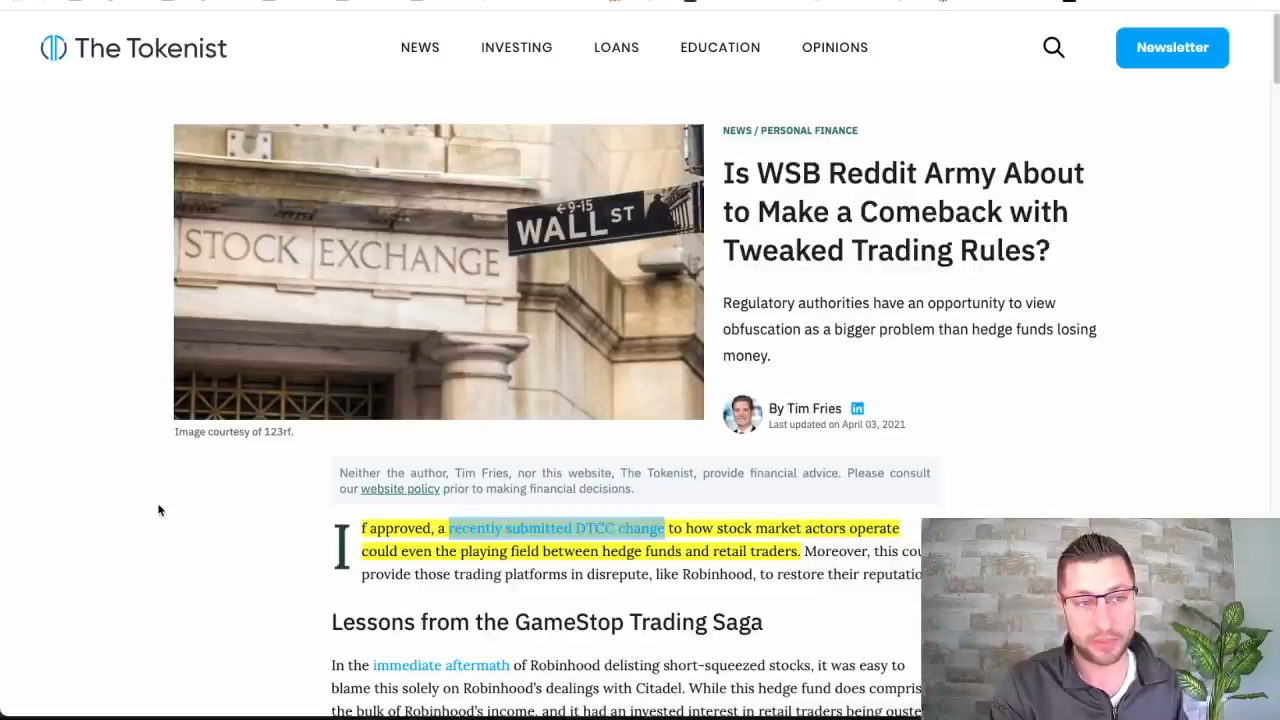 The Tokenist
NEWS
INVESTING
LOANS
EDUCATION
OPINIONS
Newsletter
STOCK EXCHANGE
←9-15
WALL ST
Image courtesy of 123rf.
NEWS / PERSONAL FINANCE
Is WSB Reddit Army About
to Make a Comeback with
Tweaked Trading Rules?
Regulatory authorities have an opportunity to view
obfuscation as a bigger problem than hedge funds losing
money.
By Tim Fries in
Last updated on April 03, 2021
Neither the author, Tim Fries, nor this website, The Tokenist, provide financial advice. Please consult
our website policy prior to making financial decisions.
If approved, a recently submitted DTCC change to how stock market actors operate
could even the playing field between hedge funds and retail traders. Moreover, this
provide those trading platforms in disrepute, like Robinhood, to restore their
Lessons from the GameStop Trading Saga
In the immediate aftermath of Robinhood delisting short-squeezed stocks, it was easy to
blame this solely on Robinhood's dealings with Citadel. While this hedge fund does
the bulk of Robinhood's income, and it had an invested interest in retail traders being